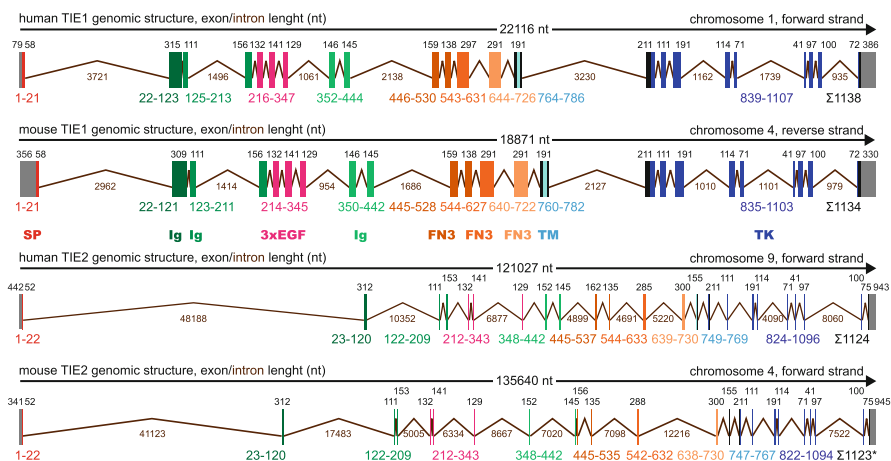 human TIE1 genomic structure, exon/intron lenght (nt) 22116 nt chromosome 1, forward strand
79 58 315 111 156 132 141 129 146 145 159 138 297 291 191 211 111 191 114 71 41 97 100 72 386
3721 1496 1061 2138 3230 1162 1739 935
1-21 22-123 125-213 216-347 352-444 446-530 543-631 644-726 764-786 839-1107 Σ1138
mouse TIE1 genomic structure, exon/intron lenght (nt) 18871 nt chromosome 4, reverse strand
356 58 309 111 156 132 141 129 146 145 159 138 291 291 191 211 111 191 114 71 41 97 100 72 330
2962 1414 954 1686 2127 1010 1101 979
1-21 22-121 123-211 214-345 350-442 445-528 544-627 640-722 760-782 835-1103 Σ1134
SP Ig Ig 3xEGF Ig FN3 FN3 FN3 TM TK
human TIE2 genomic structure, exon/intron lenght (nt) 121027 nt chromosome 9, forward strand
442 52 312 111 153 132 141 129 152 145 162 135 285 300 155 211 111 191 114 71 41 97 100 75 943
48188 10352 6877 4899 4691 5220 4090 8060
1-22 23-120 122-209 212-343 348-442 445-537 544-633 639-730 749-769 824-1096 Σ1124
mouse TIE2 genomic structure, exon/intron lenght (nt) 135640 nt chromosome 4, forward strand
341 52 312 111 153 132 141 129 152 145 156 135 288 300 155 211 111 191 114 71 41 97 100 75 945
41123 17483 5005 6334 8667 7020 7098 12216 7522
1-22 23-120 122-209 212-343 348-442 445-535 542-632 638-730 747-767 822-1094 Σ1123*